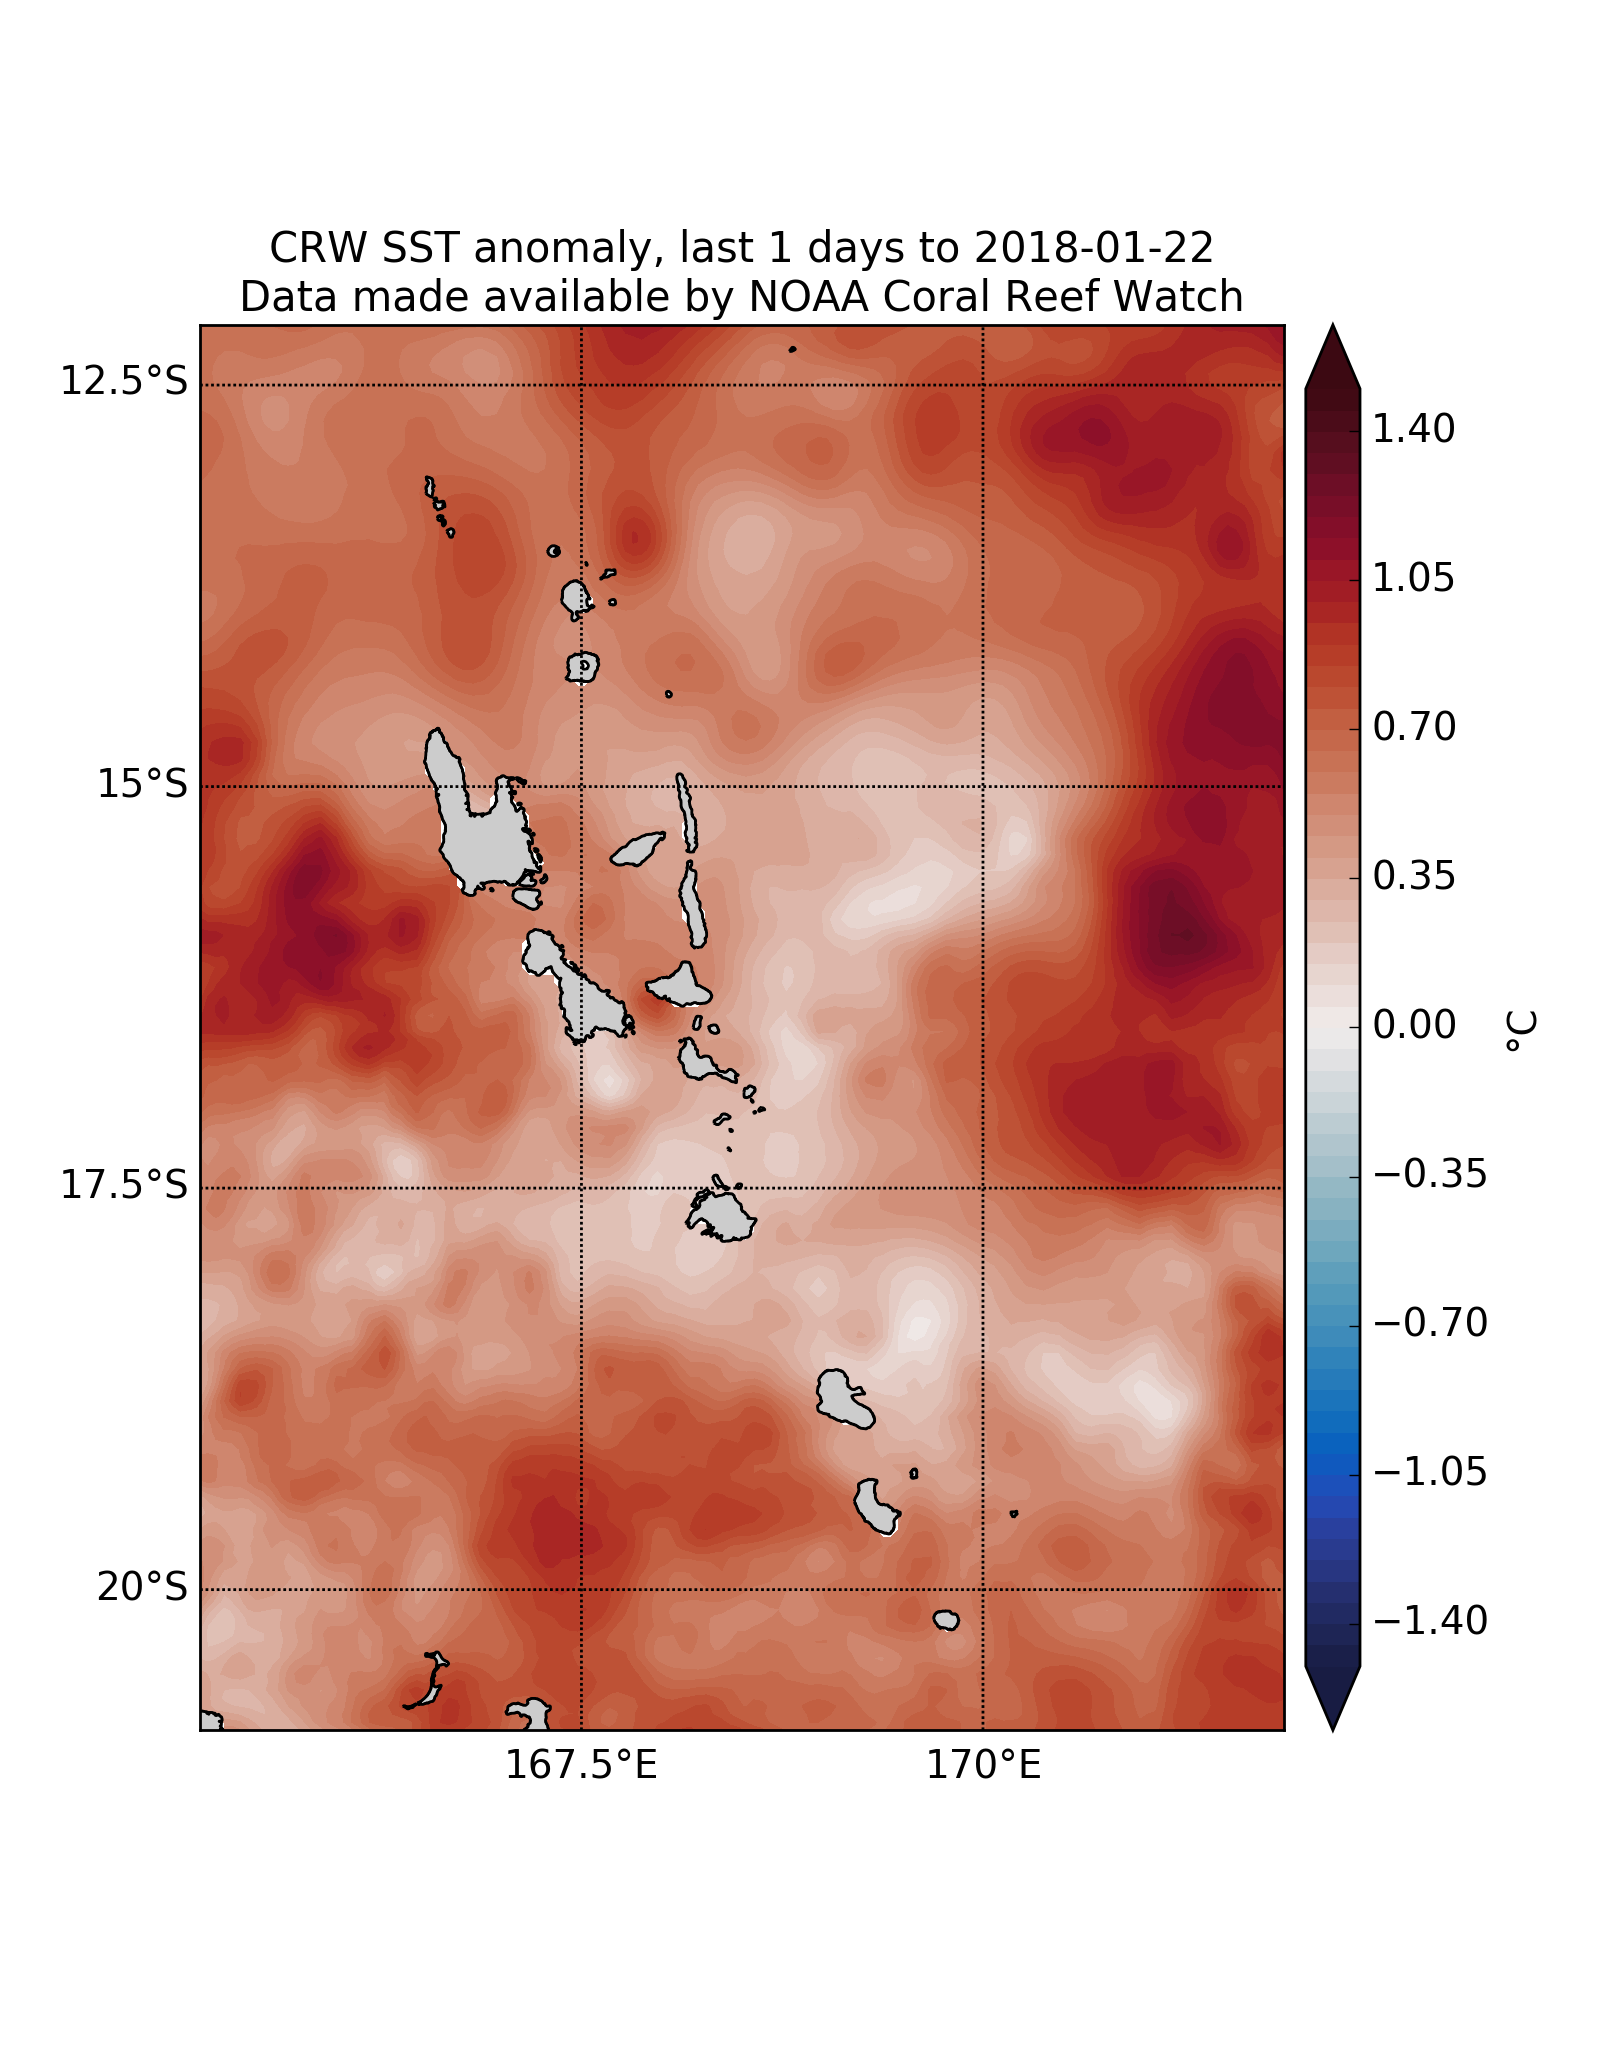 CRW SST anomaly, last 1 days to 2018-01-22
Data made available by NOAA Coral Reef Watch
12.5°S
15°S
17.5°S
20°S
167.5°E
170°E
1.40
1.05
0.70
0.35
0.00
−0.35
−0.70
−1.05
−1.40
°C